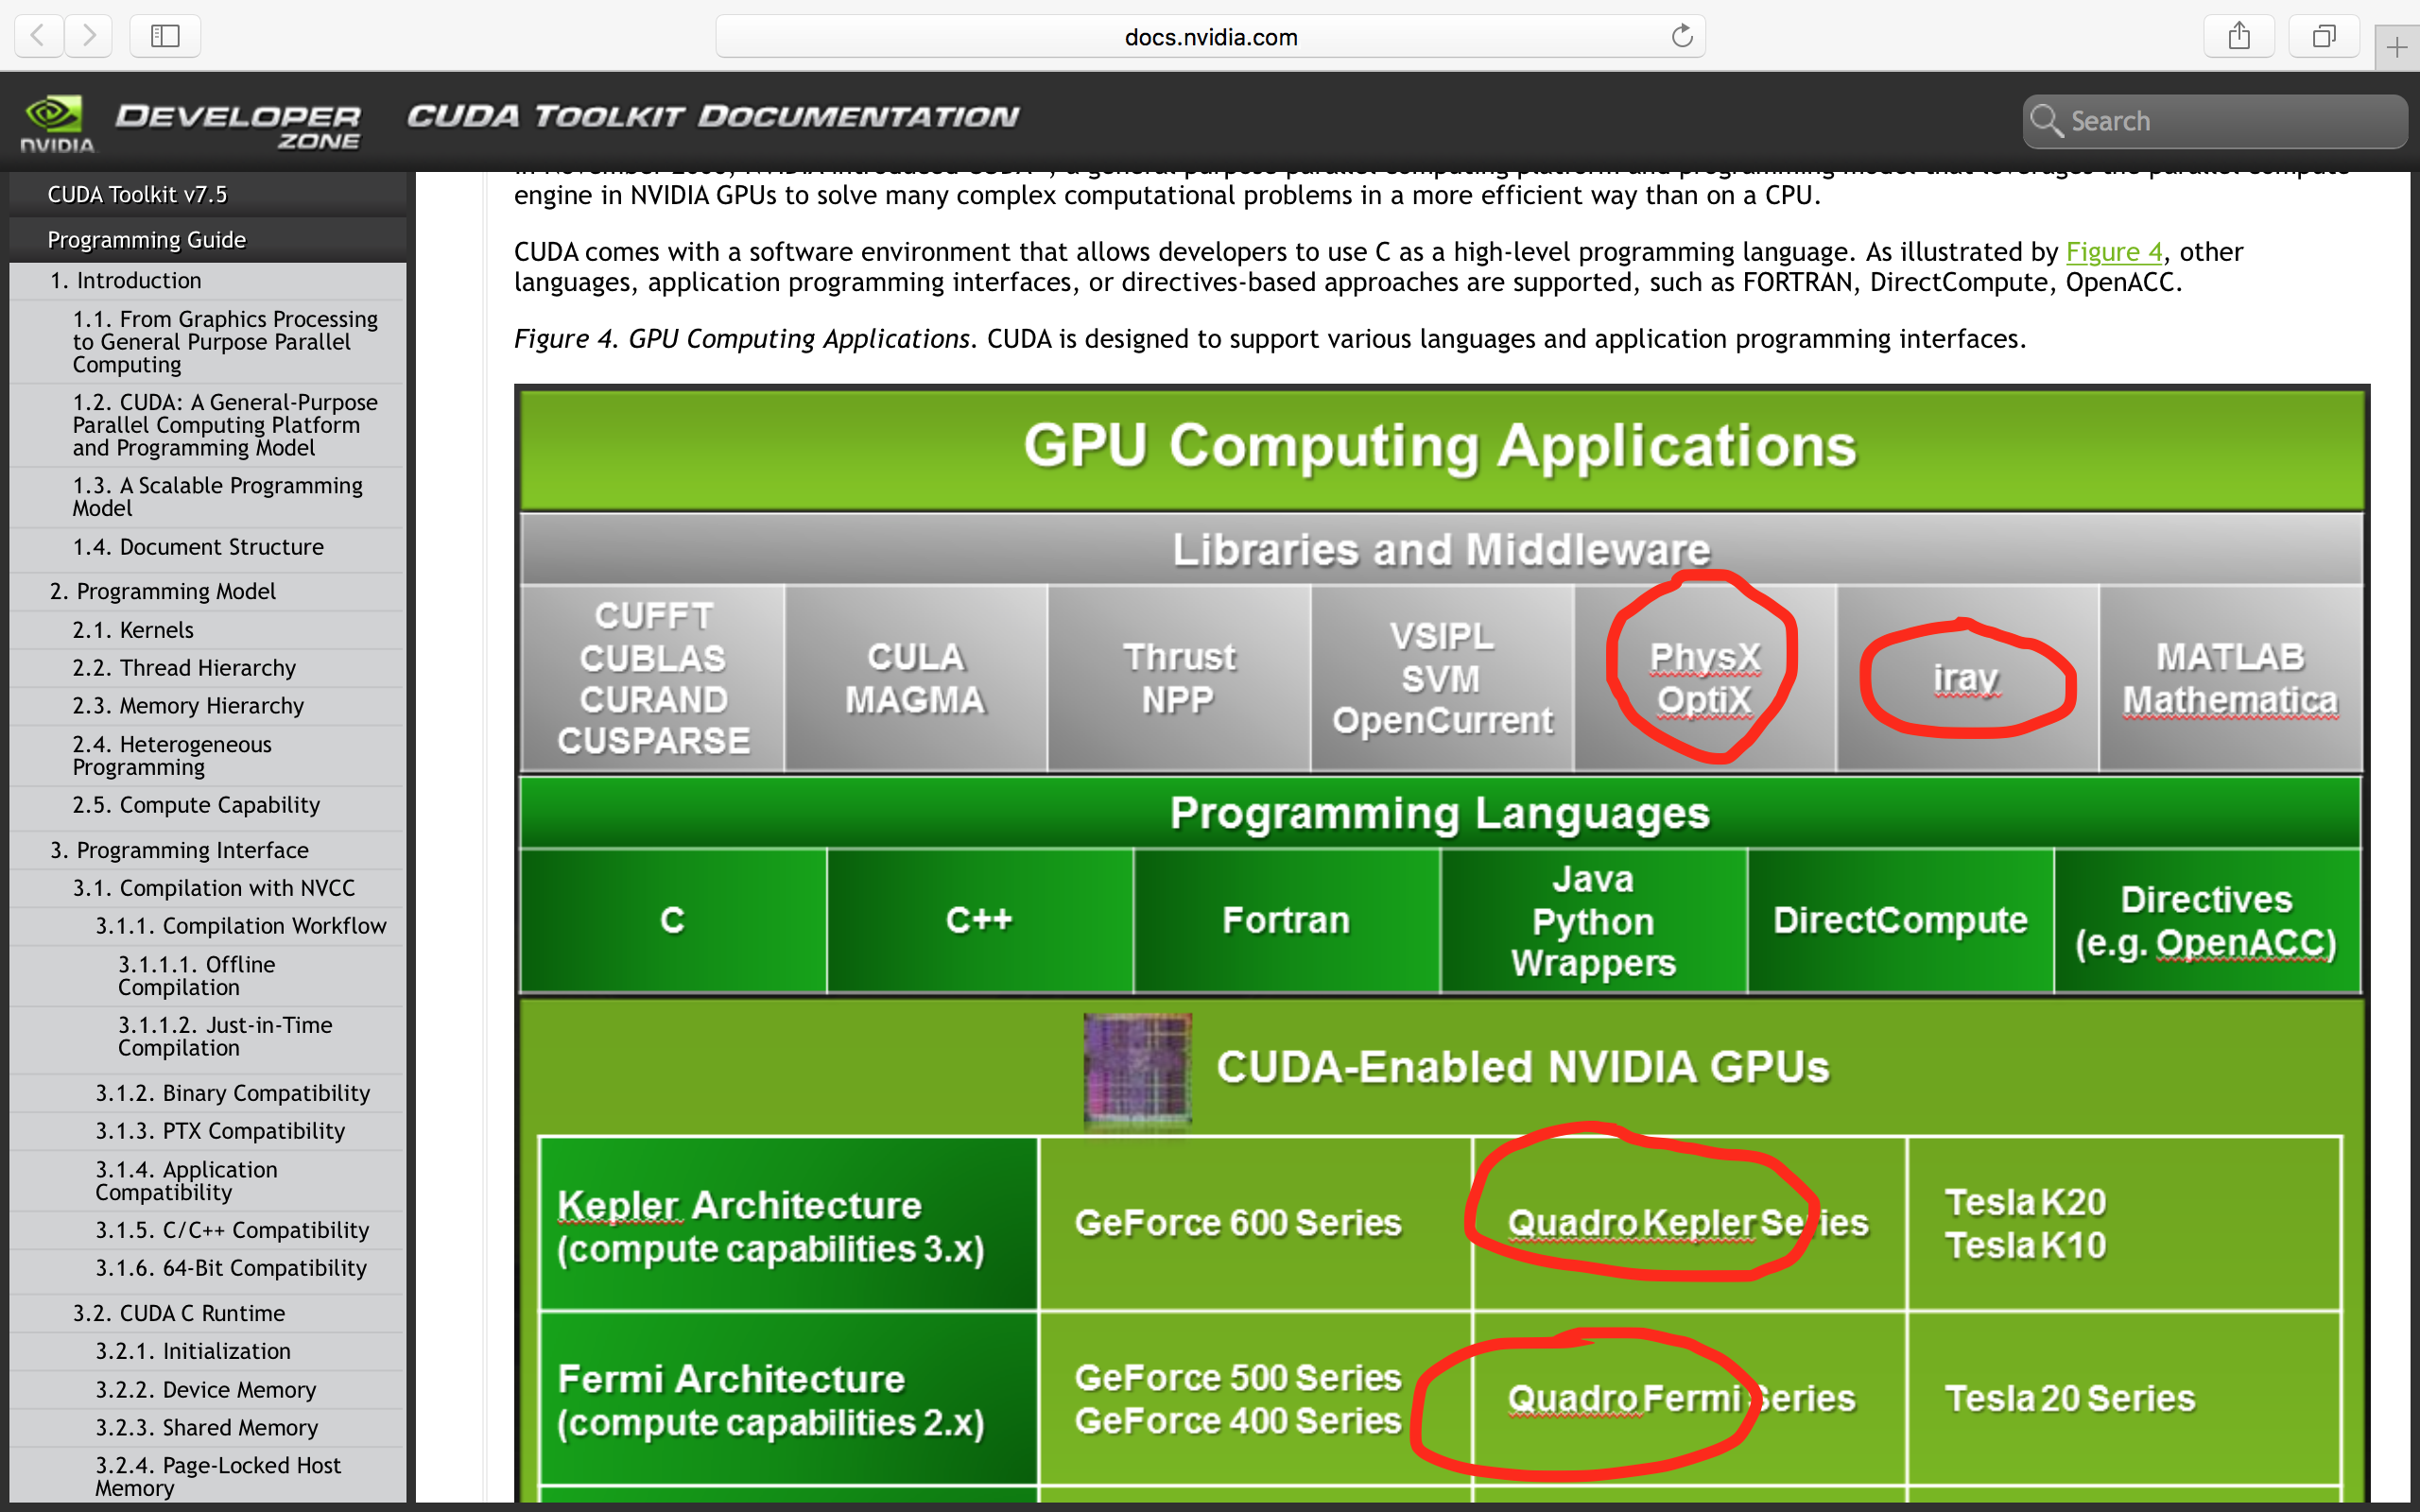 docs.nvidia.com
NVIDIA
DEVELOPER
ZONE
CUDA TOOLKIT DOCUMENTATION
Search
CUDA Toolkit v7.5
Programming Guide
1. Introduction
1.1. From Graphics Processing
to General Purpose Parallel
Computing
1.2. CUDA: A General-Purpose
Parallel Computing Platform
and Programming Model
1.3. A Scalable Programming
Model
1.4. Document Structure
2. Programming Model
2.1. Kernels
2.2. Thread Hierarchy
2.3. Memory Hierarchy
2.4. Heterogeneous
Programming
2.5. Compute Capability
3. Programming Interface
3.1. Compilation with NVCC
3.1.1. Compilation Workflow
3.1.1.1. Offline
Compilation
3.1.1.2. Just-in-Time
Compilation
3.1.2. Binary Compatibility
3.1.3. PTX Compatibility
3.1.4. Application
Compatibility
3.1.5. C/C++ Compatibility
3.1.6. 64-Bit Compatibility
3.2. CUDA C Runtime
3.2.1. Initialization
3.2.2. Device Memory
3.2.3. Shared Memory
3.2.4. Page-Locked Host
Memory
engine in NVIDIA GPUs to solve many complex computational problems in a more efficient way than on a CPU.
CUDA comes with a software environment that allows developers to use C as a high-level programming language. As illustrated by Figure 4, other
languages, application programming interfaces, or directives-based approaches are supported, such as FORTRAN, DirectCompute, OpenACC.
Figure 4. GPU Computing Applications. CUDA is designed to support various languages and application programming interfaces.
GPU Computing Applications
Libraries and Middleware
CUFFT
CUBLAS
CURAND
CUSPARSE
CULA
MAGMA
Thrust
NPP
VSIPL
SVM
OpenCurrent
PhysX
OptiX
iray
MATLAB
Mathematica
Programming Languages
C
C++
Fortran
Java
Python
Wrappers
DirectCompute
Directives
(e.g. OpenACC)
CUDA-Enabled NVIDIA GPUs
Kepler Architecture
(compute capabilities 3.x)
GeForce 600 Series
Quadro Kepler Series
Tesla K20
Tesla K10
Fermi Architecture
(compute capabilities 2.x)
GeForce 500 Series
GeForce 400 Series
Quadro Fermi Series
Tesla 20 Series